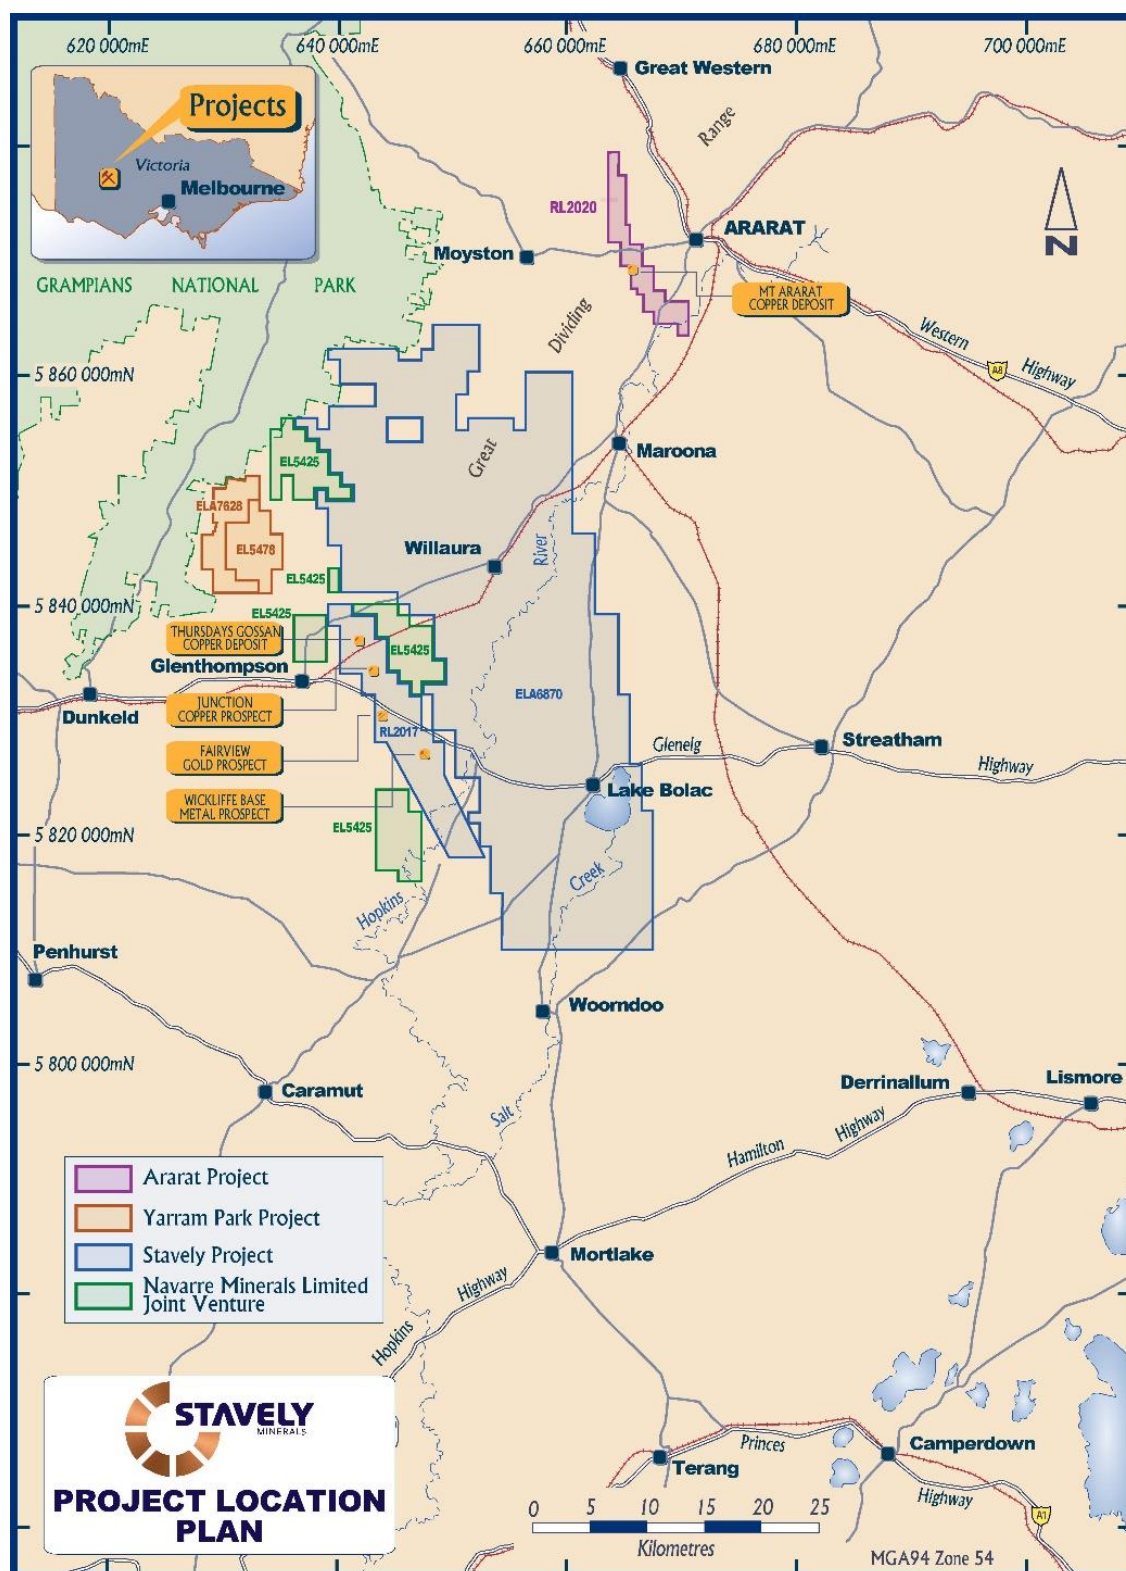 620 000mE
640 000mE
660 000mE
680 000mE
700 000mE
Projects
Victoria
Melbourne
Great Western
Range
RL2020
ARARAT
Moyston
N
GRAMPIANS NATIONAL PARK
MT ARARAT
COPPER DEPOSIT
Dividing
Western
Highway
A8
5 860 000mN
Great
Maroona
EL5425
ELA7628
EL5478
Willaura
River
EL5425
5 840 000mN
EL5425
THURSDAYS GOSSAN
COPPER DEPOSIT
EL5425
Glenthompson
ELA6870
Dunkeld
JUNCTION
COPPER PROSPECT
RL2017
FAIRVIEW
GOLD PROSPECT
Glenelg
Streatham
Highway
Lake Bolac
WICKLIFFE BASE
METAL PROSPECT
EL5425
5 820 000mN
Creek
Hopkins
Penhurst
Woorndoo
5 800 000mN
Caramut
Derrinallum
Lismore
Salt
Highway
Hamilton
Ararat Project
Yarram Park Project
Stavely Project
Navarre Minerals Limited
Joint Venture
Mortlake
Highway
Hopkins
STAVELY
MINERALS
PROJECT LOCATION
PLAN
Princes
Camperdown
Terang
Highway
A1
0 5 10 15 20 25
Kilometres
MGA94 Zone 54